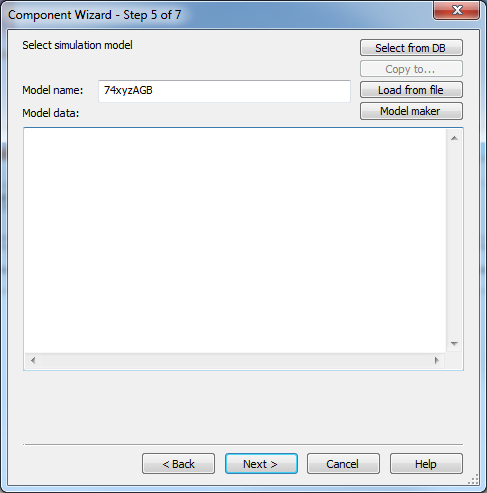 Component Wizard - Step 5 of 7
Select simulation model
Select from DB
Copy to...
Model name:
74xyzAGB
Load from file
Model data:
Model maker
< Back
Next >
Cancel
Help